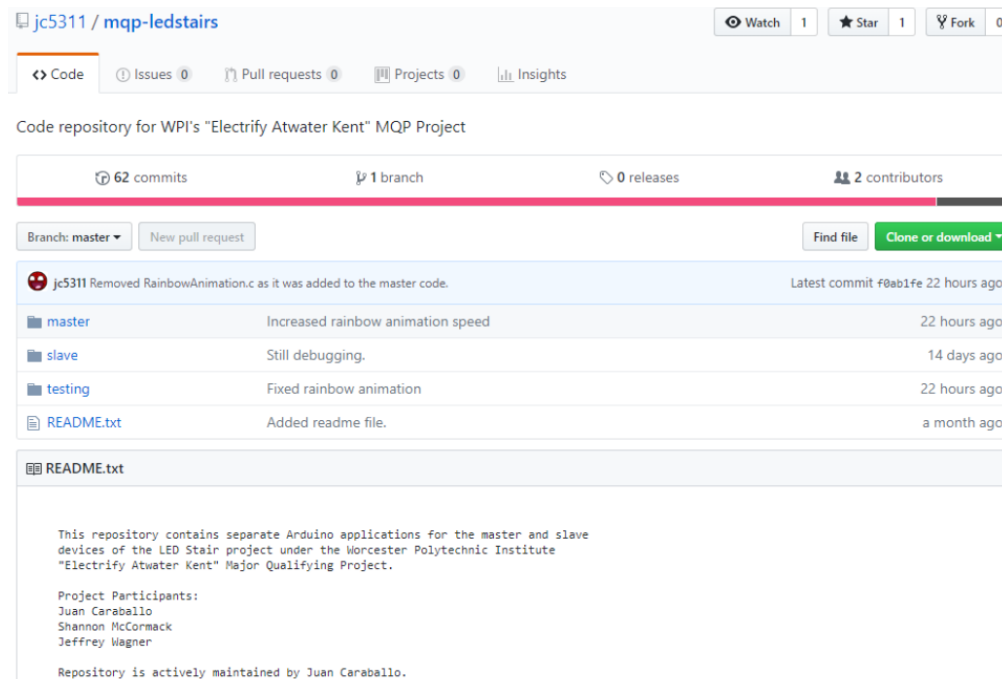 jc5311 / mqp-ledstairs Watch 1 Star 1 Fork 0
Code Issues 0 Pull requests 0 Projects 0 Insights
Code repository for WPI's "Electrify Atwater Kent" MQP Project
62 commits 1 branch 0 releases 2 contributors
Branch: master New pull request Find file Clone or download
jc5311 Removed RainbowAnimation.c as it was added to the master code. Latest commit f0ab1fe 22 hours ago
master Increased rainbow animation speed 22 hours ago
slave Still debugging. 14 days ago
testing Fixed rainbow animation 22 hours ago
README.txt Added readme file. a month ago
README.txt
This repository contains separate Arduino applications for the master and slave
devices of the LED Stair project under the Worcester Polytechnic Institute
"Electrify Atwater Kent" Major Qualifying Project.
Project Participants:
Juan Caraballo
Shannon McCormack
Jeffrey Wagner
Repository is actively maintained by Juan Caraballo.